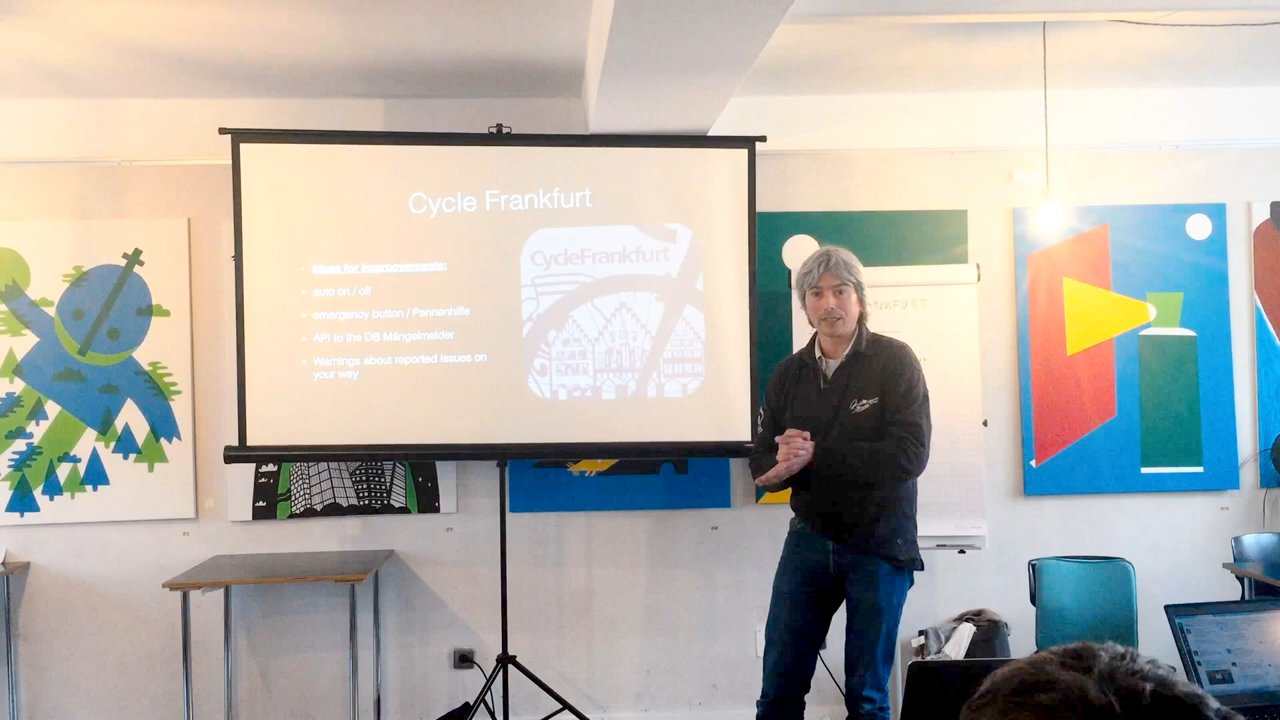 Cycle Frankfurt
Ideas for improvements:
auto on / off
emergency button / Pannenhilfe
API to the DB Mängelmelder
Warnings about reported issues on
your way
CycleFrankfurt